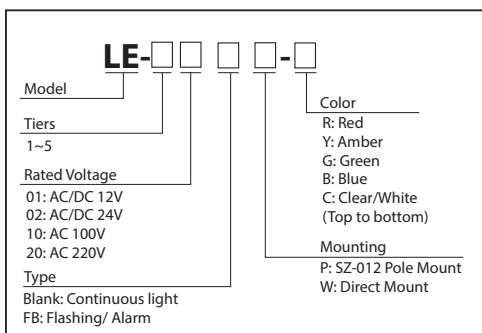 LE-□□ □ □-□
Model
Tiers
1~5
Rated Voltage
01: AC/DC 12V
02: AC/DC 24V
10: AC 100V
20: AC 220V
Type
Blank: Continuous light
FB: Flashing/ Alarm
Color
R: Red
Y: Amber
G: Green
B: Blue
C: Clear/White
(Top to bottom)
Mounting
P: SZ-012 Pole Mount
W: Direct Mount